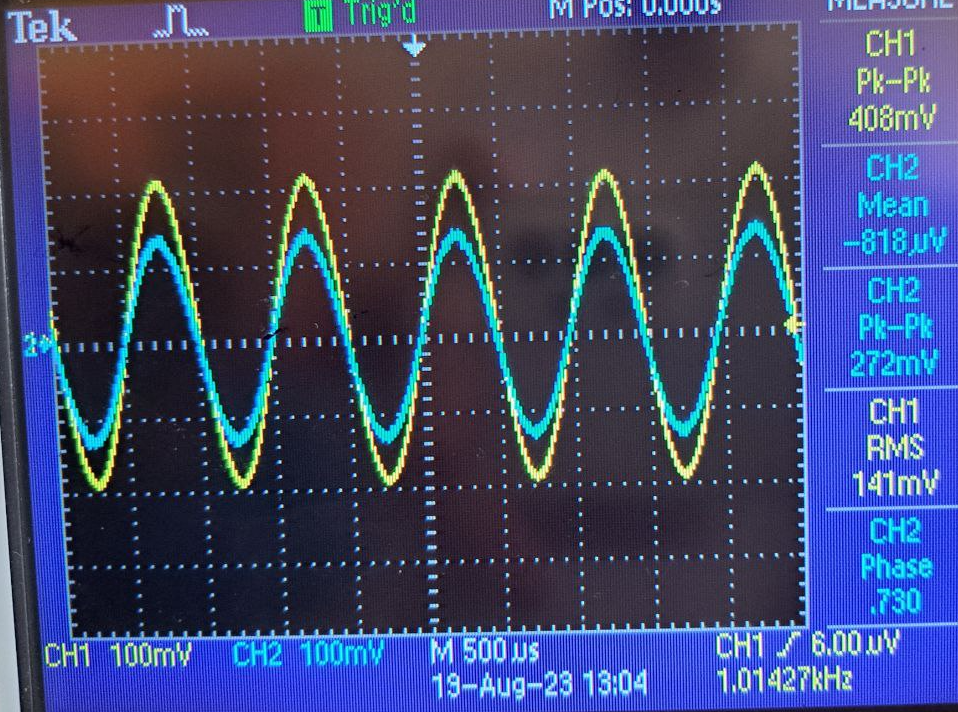 Tek
T Trig'd
M Pos: 0.000s
MEASURE
CH1
Pk-Pk
408mV
CH2
Mean
-818µV
CH2
Pk-Pk
272mV
CH1
RMS
141mV
CH2
Phase
.730
2
CH1 100mV
CH2 100mV
M 500µs
CH1 6.00µV
19-Aug-23 13:04
1.01427kHz